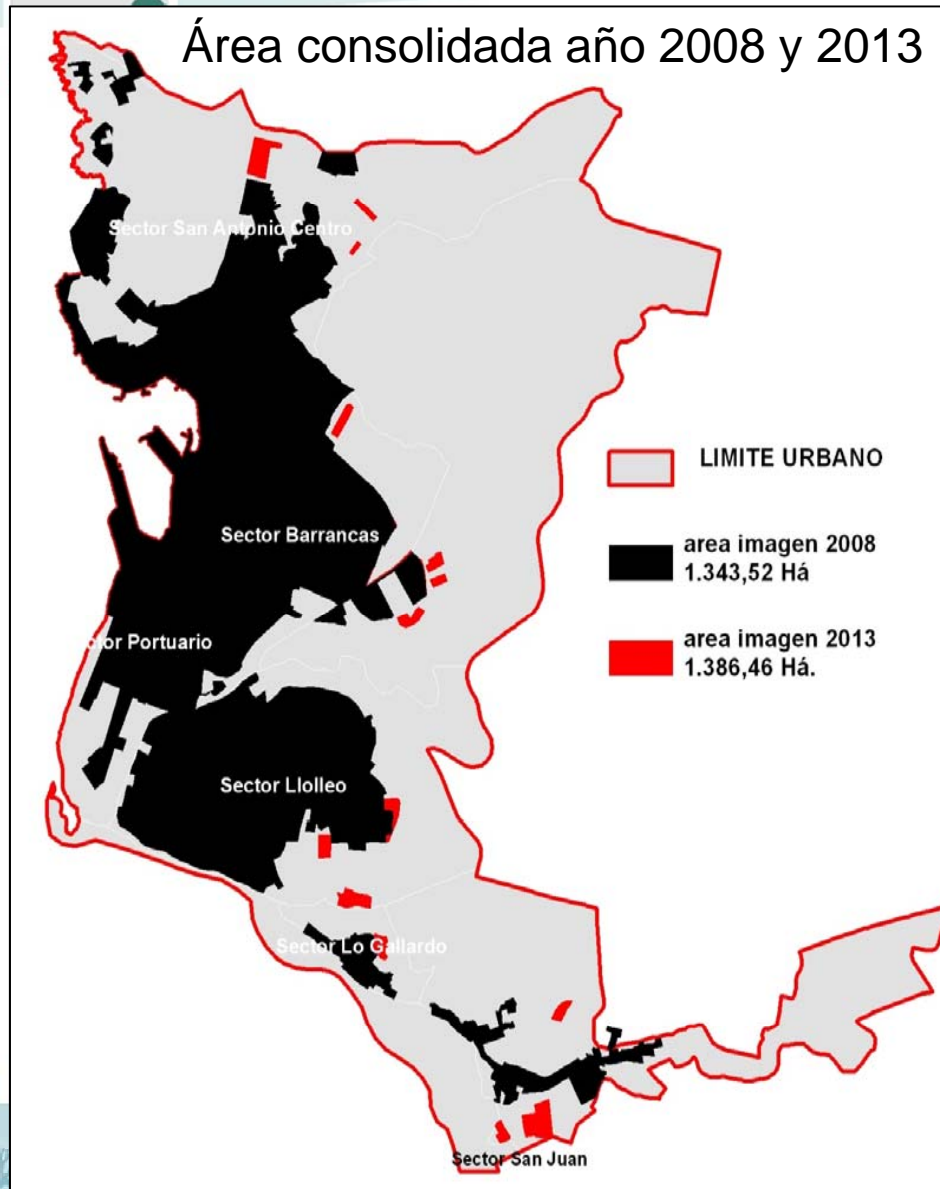 Área consolidada año 2008 y 2013
Sector San Antonio Centro
LIMITE URBANO
Sector Barrancas
area imagen 2008
1.343,52 Há
area imagen 2013
1.386,46 Há.
tor Portuario
Sector Llolleo
Sector Lo Gallardo
Sector San Juan